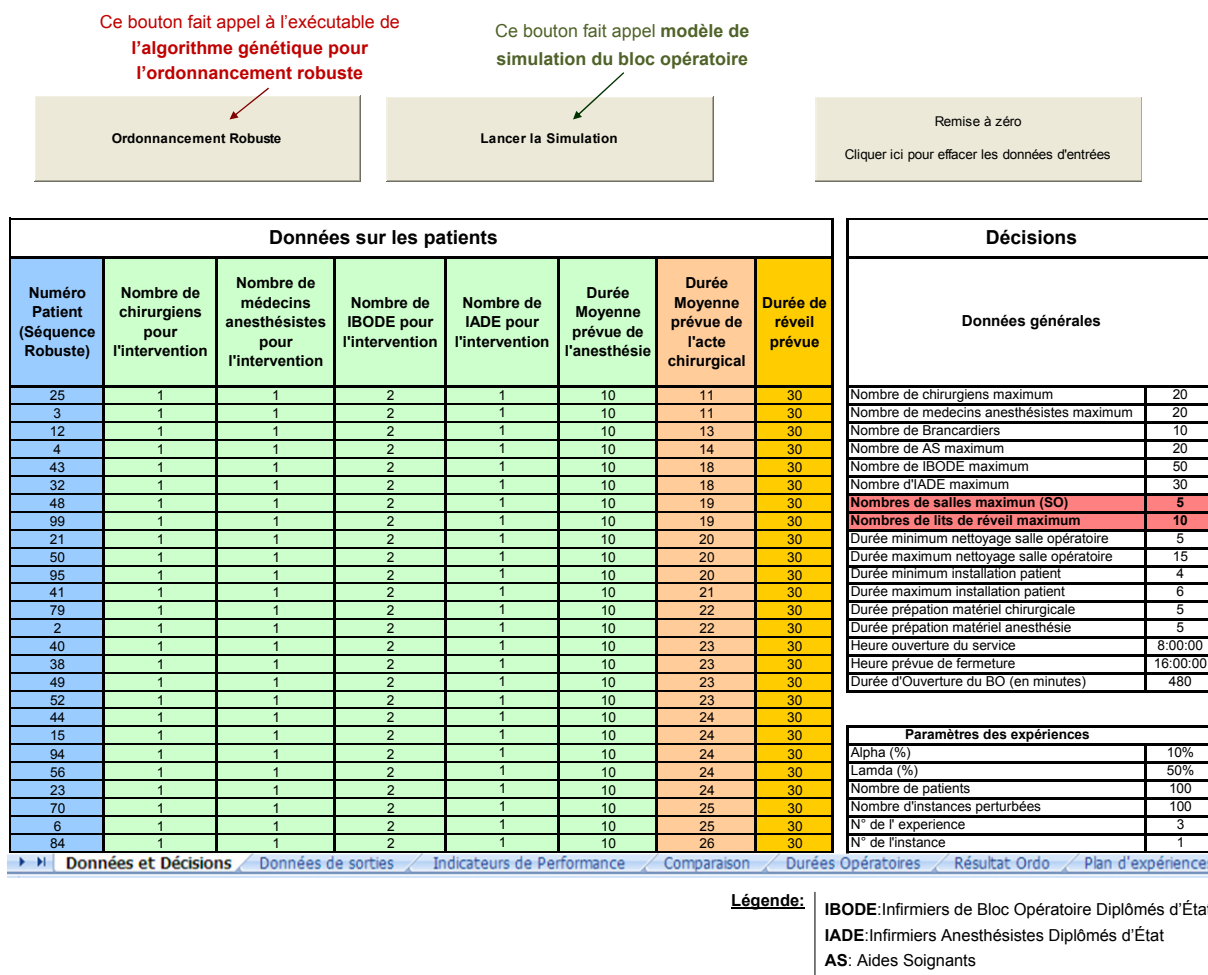 Ce bouton fait appel à l'exécutable de
l'algorithme génétique pour
l'ordonnancement robuste
Ce bouton fait appel modèle de
simulation du bloc opératoire
Ordonnancement Robuste
Lancer la Simulation
Remise à zéro
Cliquer ici pour effacer les données d'entrées
Données sur les patients
Numéro Patient (Séquence Robuste) Nombre de chirurgiens pour l'intervention Nombre de médecins anesthésistes pour l'intervention Nombre de IBODE pour l'intervention Nombre de IADE pour l'intervention Durée Moyenne prévue de l'anesthésie Durée Moyenne prévue de l'acte chirurgical Durée de réveil prévue
25 1 1 2 1 10 11 30
3 1 1 2 1 10 11 30
12 1 1 2 1 10 13 30
4 1 1 2 1 10 14 30
43 1 1 2 1 10 18 30
32 1 1 2 1 10 18 30
48 1 1 2 1 10 19 30
99 1 1 2 1 10 19 30
21 1 1 2 1 10 20 30
50 1 1 2 1 10 20 30
95 1 1 2 1 10 20 30
41 1 1 2 1 10 21 30
79 1 1 2 1 10 22 30
2 1 1 2 1 10 22 30
40 1 1 2 1 10 23 30
38 1 1 2 1 10 23 30
49 1 1 2 1 10 23 30
52 1 1 2 1 10 23 30
44 1 1 2 1 10 24 30
15 1 1 2 1 10 24 30
94 1 1 2 1 10 24 30
56 1 1 2 1 10 24 30
23 1 1 2 1 10 24 30
70 1 1 2 1 10 25 30
6 1 1 2 1 10 25 30
84 1 1 2 1 10 26 30
Décisions
Données générales
Nombre de chirurgiens maximum 20
Nombre de medecins anesthésistes maximum 20
Nombre de Brancardiers 10
Nombre de AS maximum 20
Nombre de IBODE maximum 50
Nombre d'IADE maximum 30
Nombres de salles maximun (SO) 5
Nombres de lits de réveil maximum 10
Durée minimum nettoyage salle opératoire 5
Durée maximum nettoyage salle opératoire 15
Durée minimum installation patient 4
Durée maximum installation patient 6
Durée prépation matériel chirurgicale 5
Durée prépation matériel anesthésie 5
Heure ouverture du service 8:00:00
Heure prévue de fermeture 16:00:00
Durée d'Ouverture du BO (en minutes) 480
Paramètres des expériences
Alpha (%) 10%
Lamda (%) 50%
Nombre de patients 100
Nombre d'instances perturbées 100
N° de l' experience 3
N° de l'instance 1
Données et Décisions Données de sorties Indicateurs de Performance Comparaison Durées Opératoires Résultat Ordo Plan d'expériences
Légende:
IBODE:Infirmiers de Bloc Opératoire Diplômés d'État
IADE:Infirmiers Anesthésistes Diplômés d'État
AS: Aides Soignants